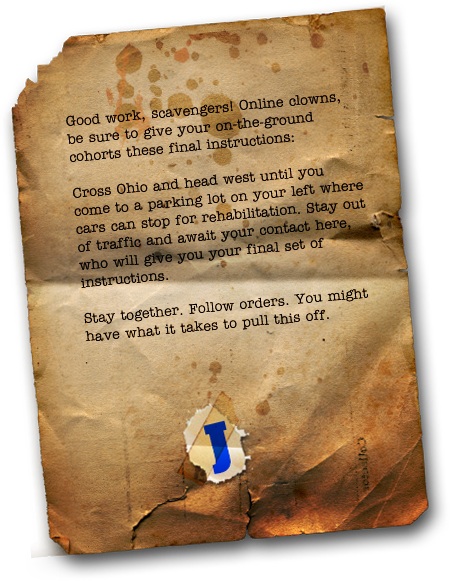 Good work, scavengers! Online clowns,
be sure to give your on-the-ground
cohorts these final instructions:
Cross Ohio and head west until you
come to a parking lot on your left where
cars can stop for rehabilitation. Stay out
of traffic and await your contact here,
who will give you your final set of
instructions.
Stay together. Follow orders. You might
have what it takes to pull this off.
J